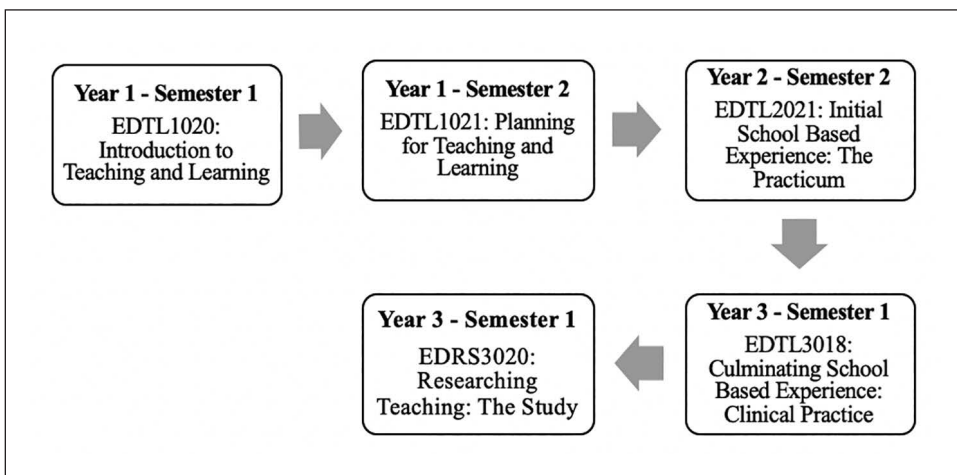 Year 1 - Semester 1
EDTL1020:
Introduction to
Teaching and Learning
Year 1 - Semester 2
EDTL1021: Planning
for Teaching and
Learning
Year 2 - Semester 2
EDTL2021: Initial
School Based
Experience: The
Practicum
Year 3 - Semester 1
EDTL3018:
Culminating School
Based Experience:
Clinical Practice
Year 3 - Semester 1
EDRS3020:
Researching
Teaching: The Study